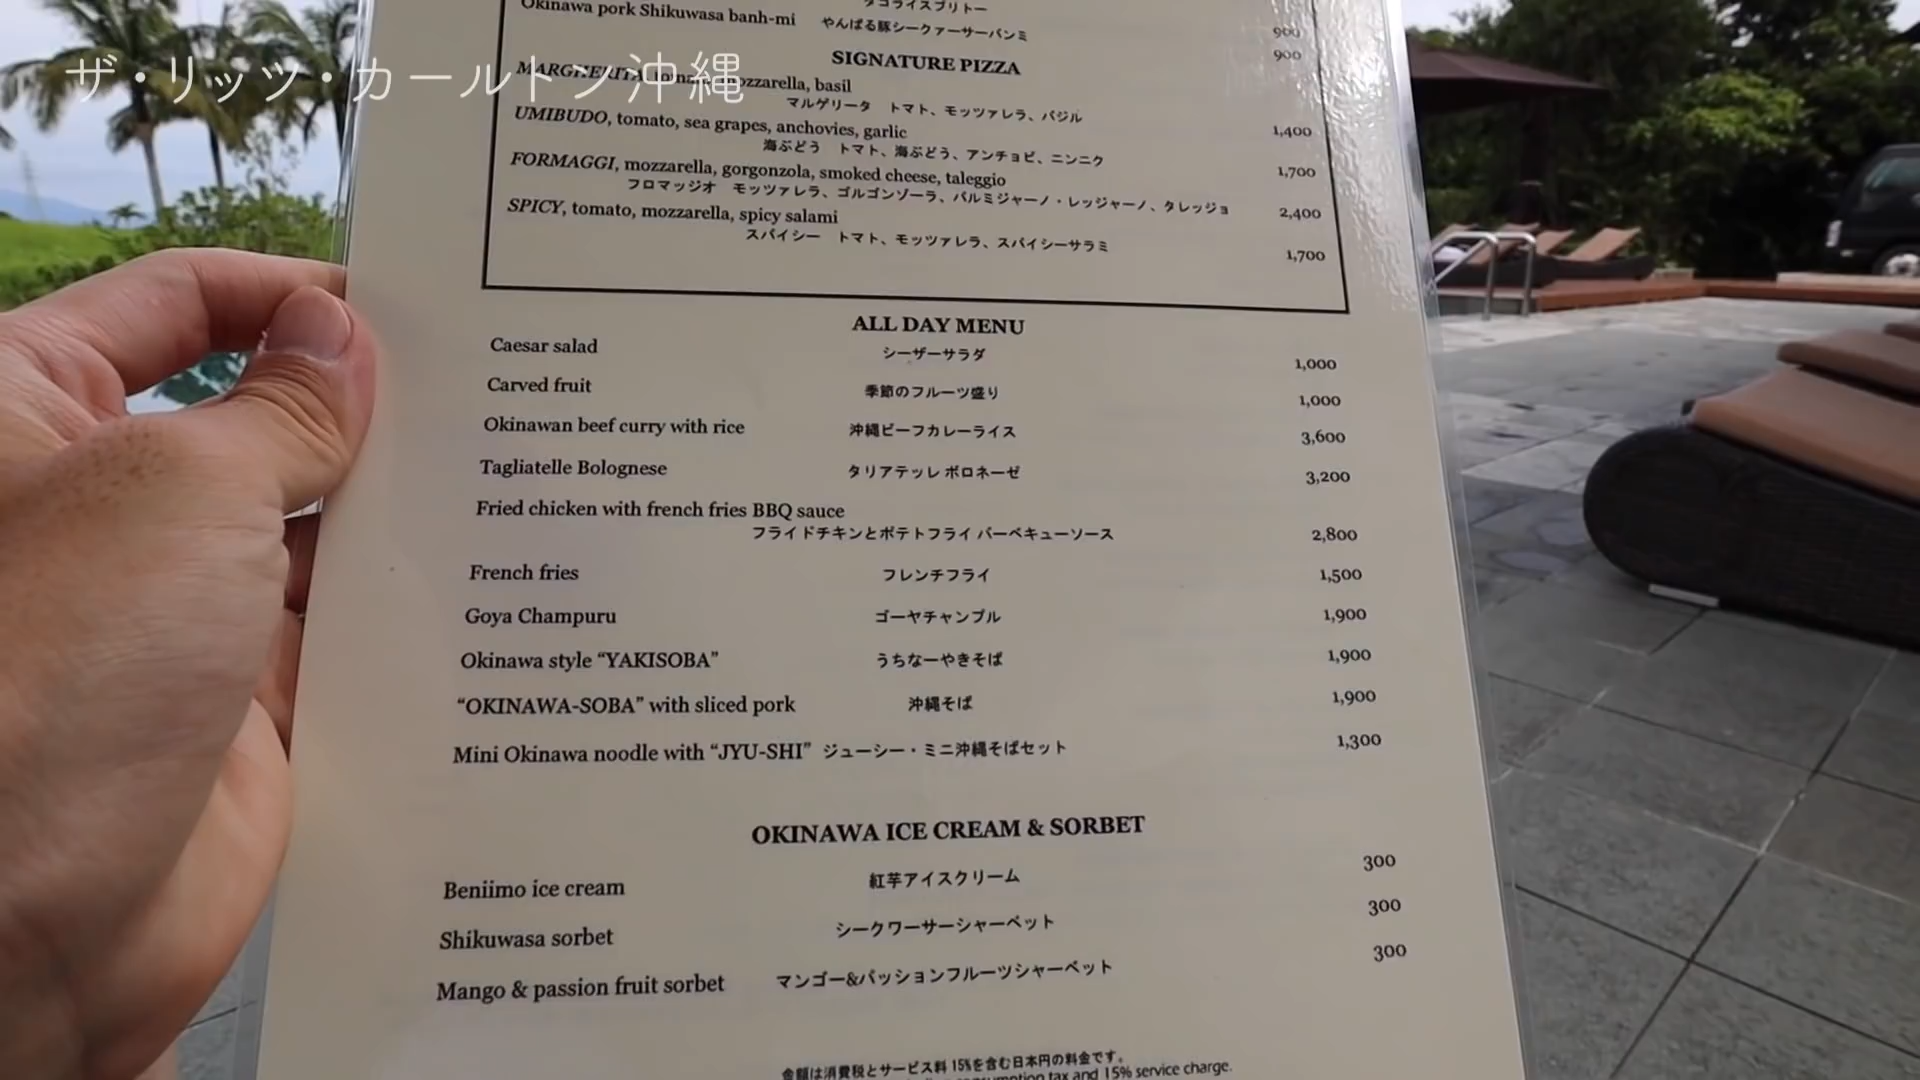 ザ・リッツ・カールトン沖縄
Okinawa pork Shikuwasa banh-mi やんばる豚シークァーサーバンミ 900
900
SIGNATURE PIZZA
MARGHERITA, tomato, mozzarella, basil
マルゲリータ トマト、モッツァレラ、バジル 1,400
UMIBUDO, tomato, sea grapes, anchovies, garlic
海ぶどう トマト、海ぶどう、アンチョビ、ニンニク 1,700
FORMAGGI, mozzarella, gorgonzola, smoked cheese, taleggio
フロマッジオ モッツァレラ、ゴルゴンゾーラ、パルミジャーノ・レッジャーノ、タレッジョ 2,400
SPICY, tomato, mozzarella, spicy salami
スパイシー トマト、モッツァレラ、スパイシーサラミ 1,700
ALL DAY MENU
Caesar salad シーザーサラダ 1,000
Carved fruit 季節のフルーツ盛り 1,000
Okinawan beef curry with rice 沖縄ビーフカレーライス 3,600
Tagliatelle Bolognese タリアテッレ ボロネーゼ 3,200
Fried chicken with french fries BBQ sauce
フライドチキンとポテトフライ バーベキューソース 2,800
French fries フレンチフライ 1,500
Goya Champuru ゴーヤチャンプル 1,900
Okinawa style “YAKISOBA” うちなーやきそば 1,900
“OKINAWA-SOBA” with sliced pork 沖縄そば 1,900
Mini Okinawa noodle with “JYU-SHI” ジューシー・ミニ沖縄そばセット 1,300
OKINAWA ICE CREAM & SORBET
Beniimo ice cream 紅芋アイスクリーム 300
Shikuwasa sorbet シークワーサーシャーベット 300
Mango & passion fruit sorbet マンゴー&パッションフルーツシャーベット 300
金額は消費税とサービス料 15%を含む日本円の料金です。
tax and 15% service charge.